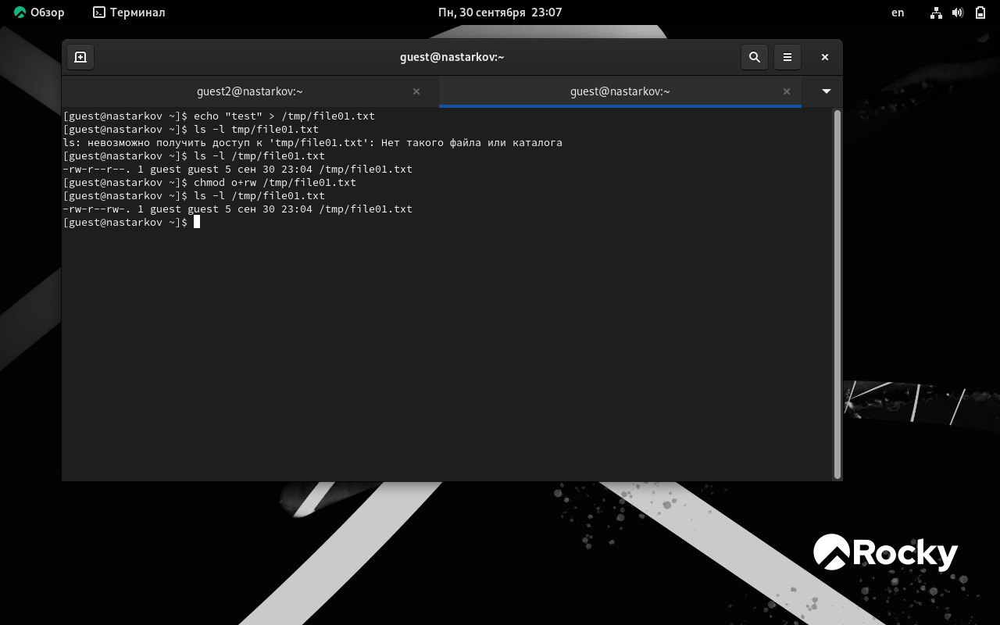 Обзор Терминал Пн, 30 сентября 23:07 en
guest@nastarkov:~
guest2@nastarkov:~ guest@nastarkov:~
[guest@nastarkov ~]$ echo "test" > /tmp/file01.txt
[guest@nastarkov ~]$ ls -l tmp/file01.txt
ls: невозможно получить доступ к 'tmp/file01.txt': Нет такого файла или каталога
[guest@nastarkov ~]$ ls -l /tmp/file01.txt
-rw-r--r--. 1 guest guest 5 сен 30 23:04 /tmp/file01.txt
[guest@nastarkov ~]$ chmod o+rw /tmp/file01.txt
[guest@nastarkov ~]$ ls -l /tmp/file01.txt
-rw-r--rw-. 1 guest guest 5 сен 30 23:04 /tmp/file01.txt
[guest@nastarkov ~]$
Rocky